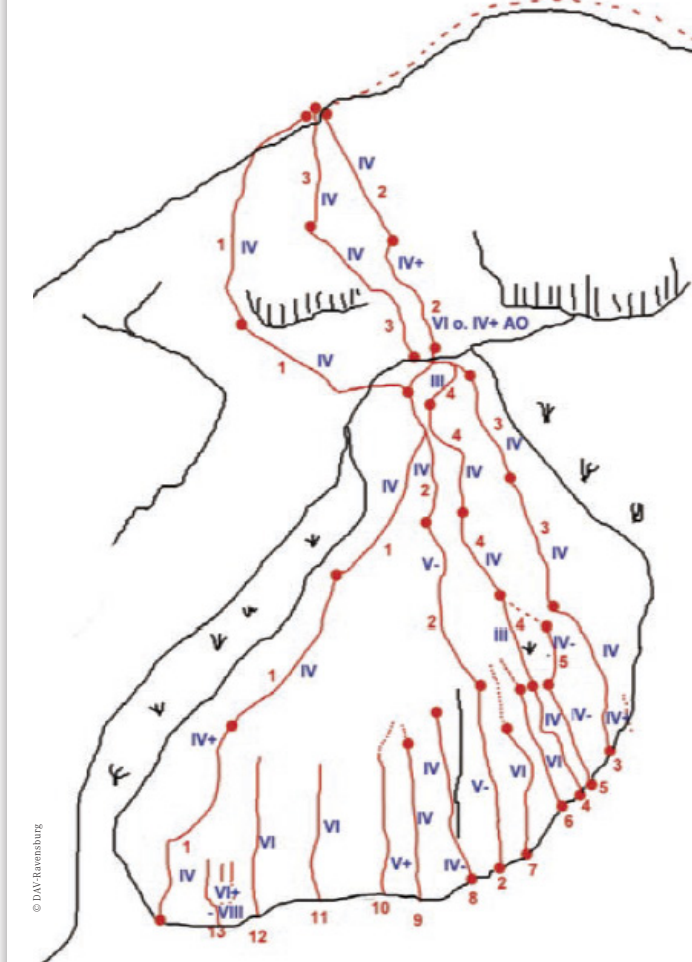 IV
3
IV
2
1
IV
IV
IV+
2
VI o. IV+ AO
3
1
IV
III
4
3
4
IV
IV
IV
2
IV
1
4
3
V-
IV
IV
2
iii
4
IV-
5
IV
1
IV
IV+
IV
IV-
IV+
3
IV
VI
VI
V-
5
4
6
1
VI
VI
IV
V+
IV-
7
2
8
IV
VI+
- VIII
13
12
11
10
9
© DAV-Ravensburg